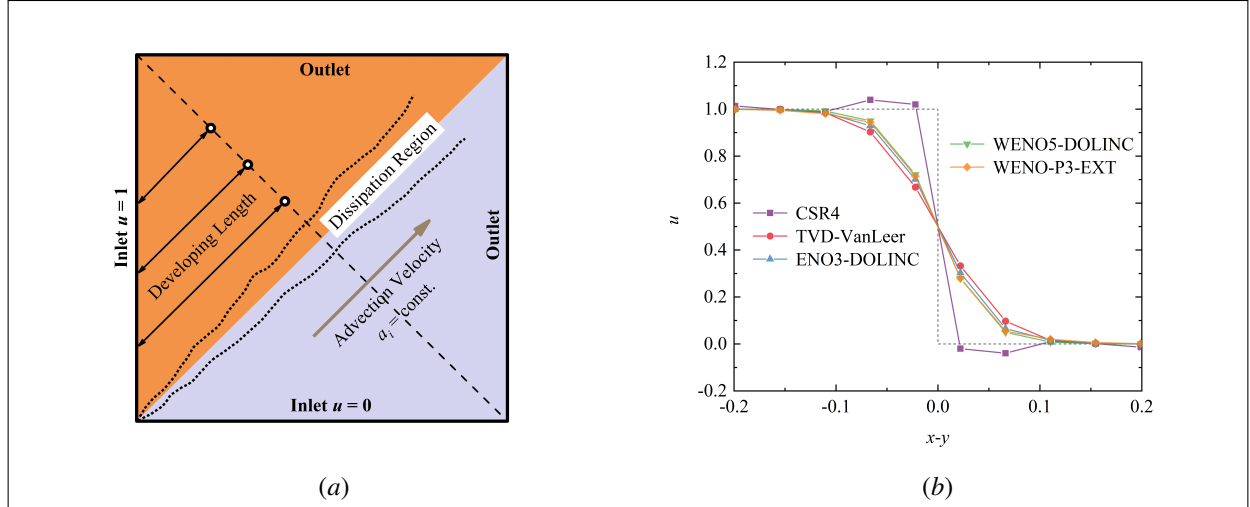 Outlet
Inlet u = 1
Developing Length
Dissipation Region
Advection Velocity
a_i = const.
Outlet
Inlet u = 0
(a)
1.2
1.0
0.8
0.6
0.4
0.2
0.0
-0.2
u
WENO5-DOLINC
WENO-P3-EXT
CSR4
TVD-VanLeer
ENO3-DOLINC
-0.2 -0.1 0.0 0.1 0.2
x-y
(b)